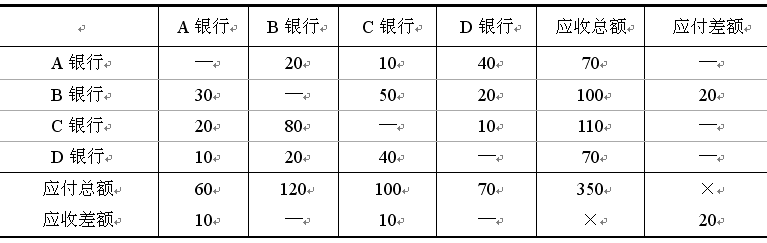 A 银行 B 银行 C 银行 D 银行 应收总额 应付差额
A 银行 — 20 10 40 70 —
B 银行 30 — 50 20 100 20
C 银行 20 80 — 10 110 —
D 银行 10 20 40 — 70 —
应付总额 60 120 100 70 350 ×
应收差额 10 — 10 — × 20